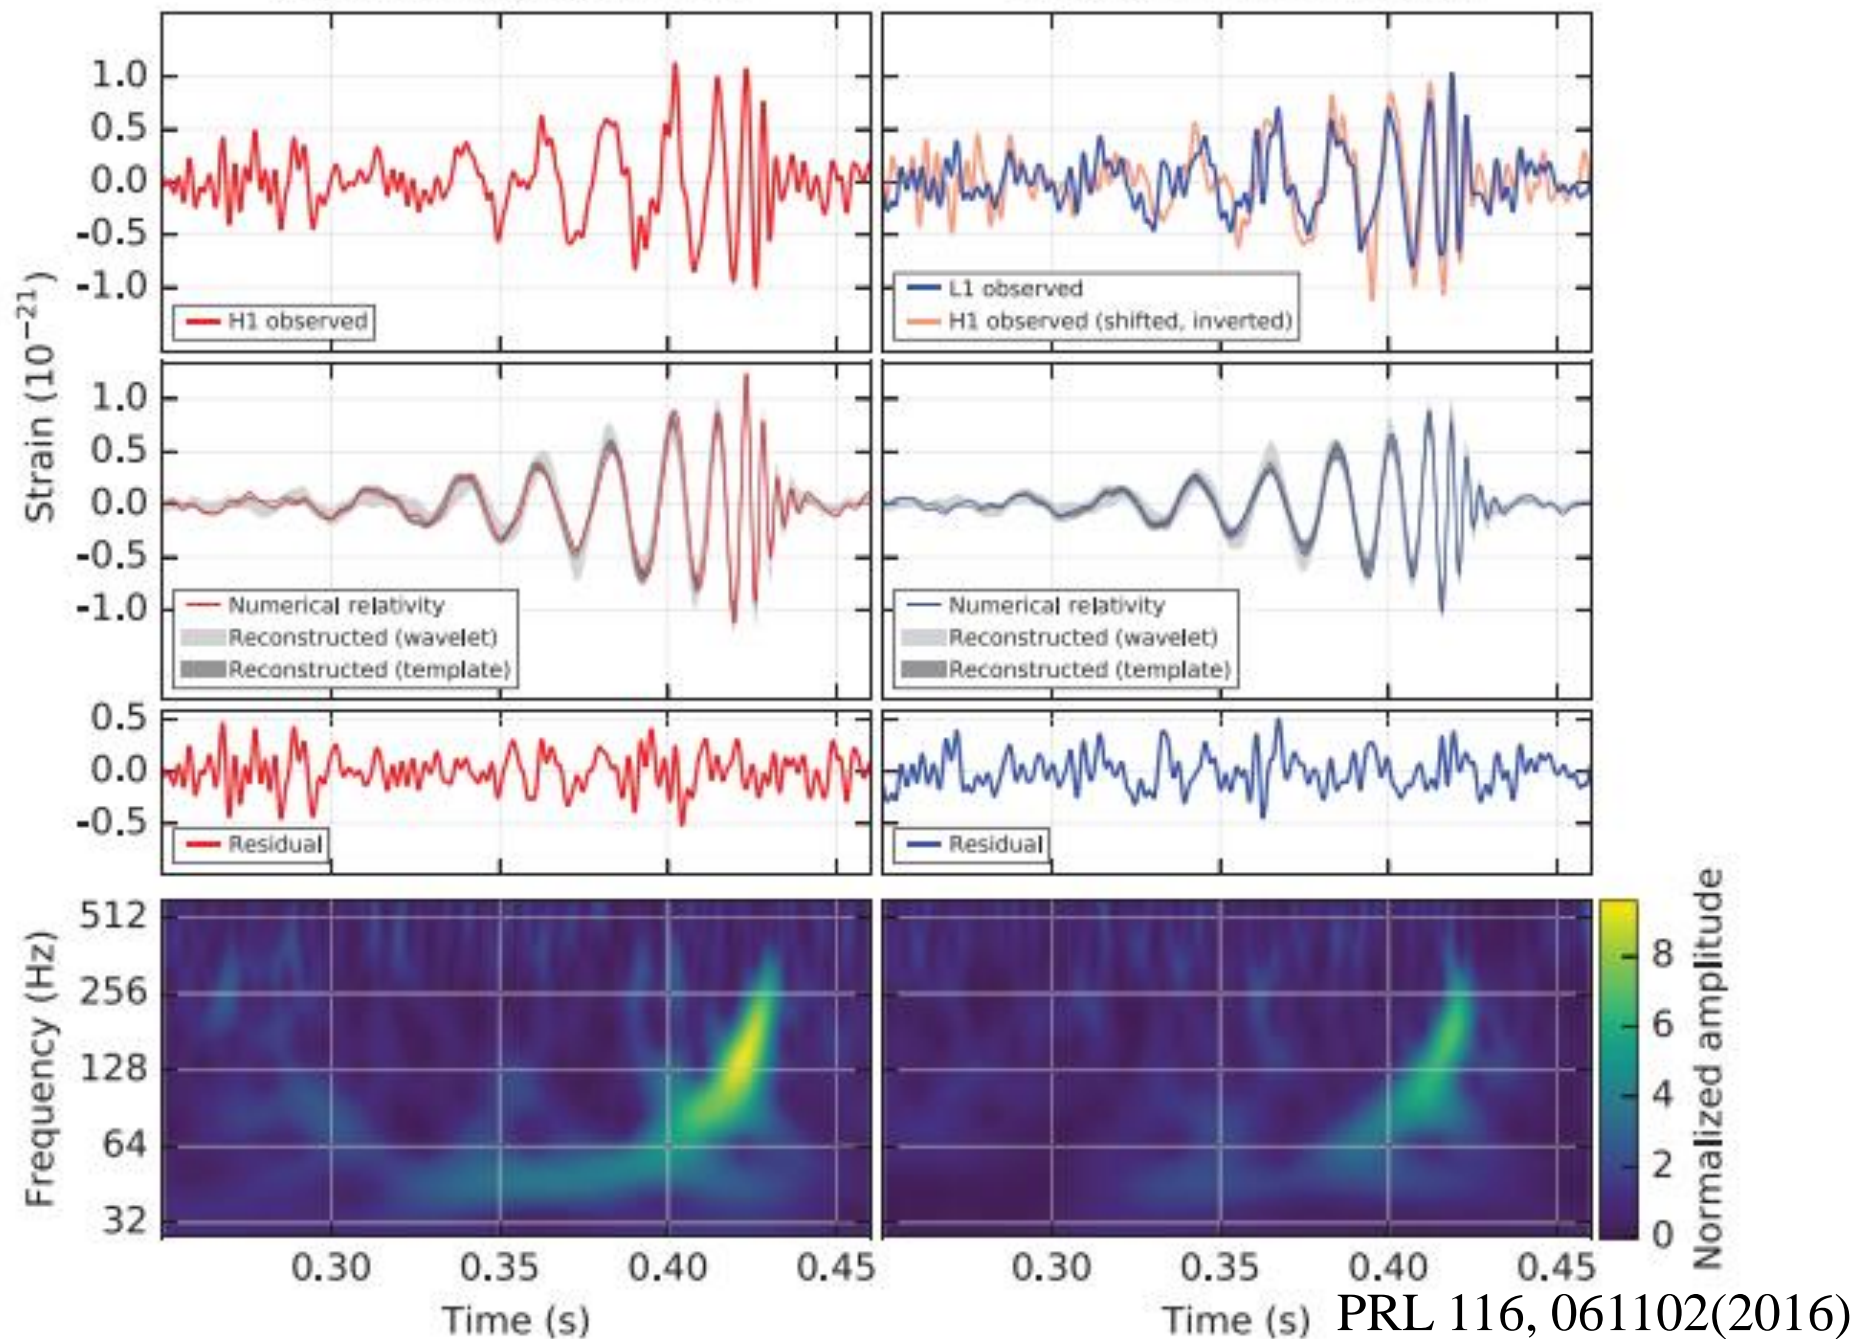 Strain (10⁻²¹)
1.0
0.5
0.0
-0.5
-1.0
H1 observed
L1 observed
H1 observed (shifted, inverted)
1.0
0.5
0.0
-0.5
-1.0
Numerical relativity
Reconstructed (wavelet)
Reconstructed (template)
Numerical relativity
Reconstructed (wavelet)
Reconstructed (template)
0.5
0.0
-0.5
Residual
Residual
Frequency (Hz)
512
256
128
64
32
Normalized amplitude
8
6
4
2
0
0.30 0.35 0.40 0.45
0.30 0.35 0.40 0.45
Time (s)
Time (s)
PRL 116, 061102(2016)